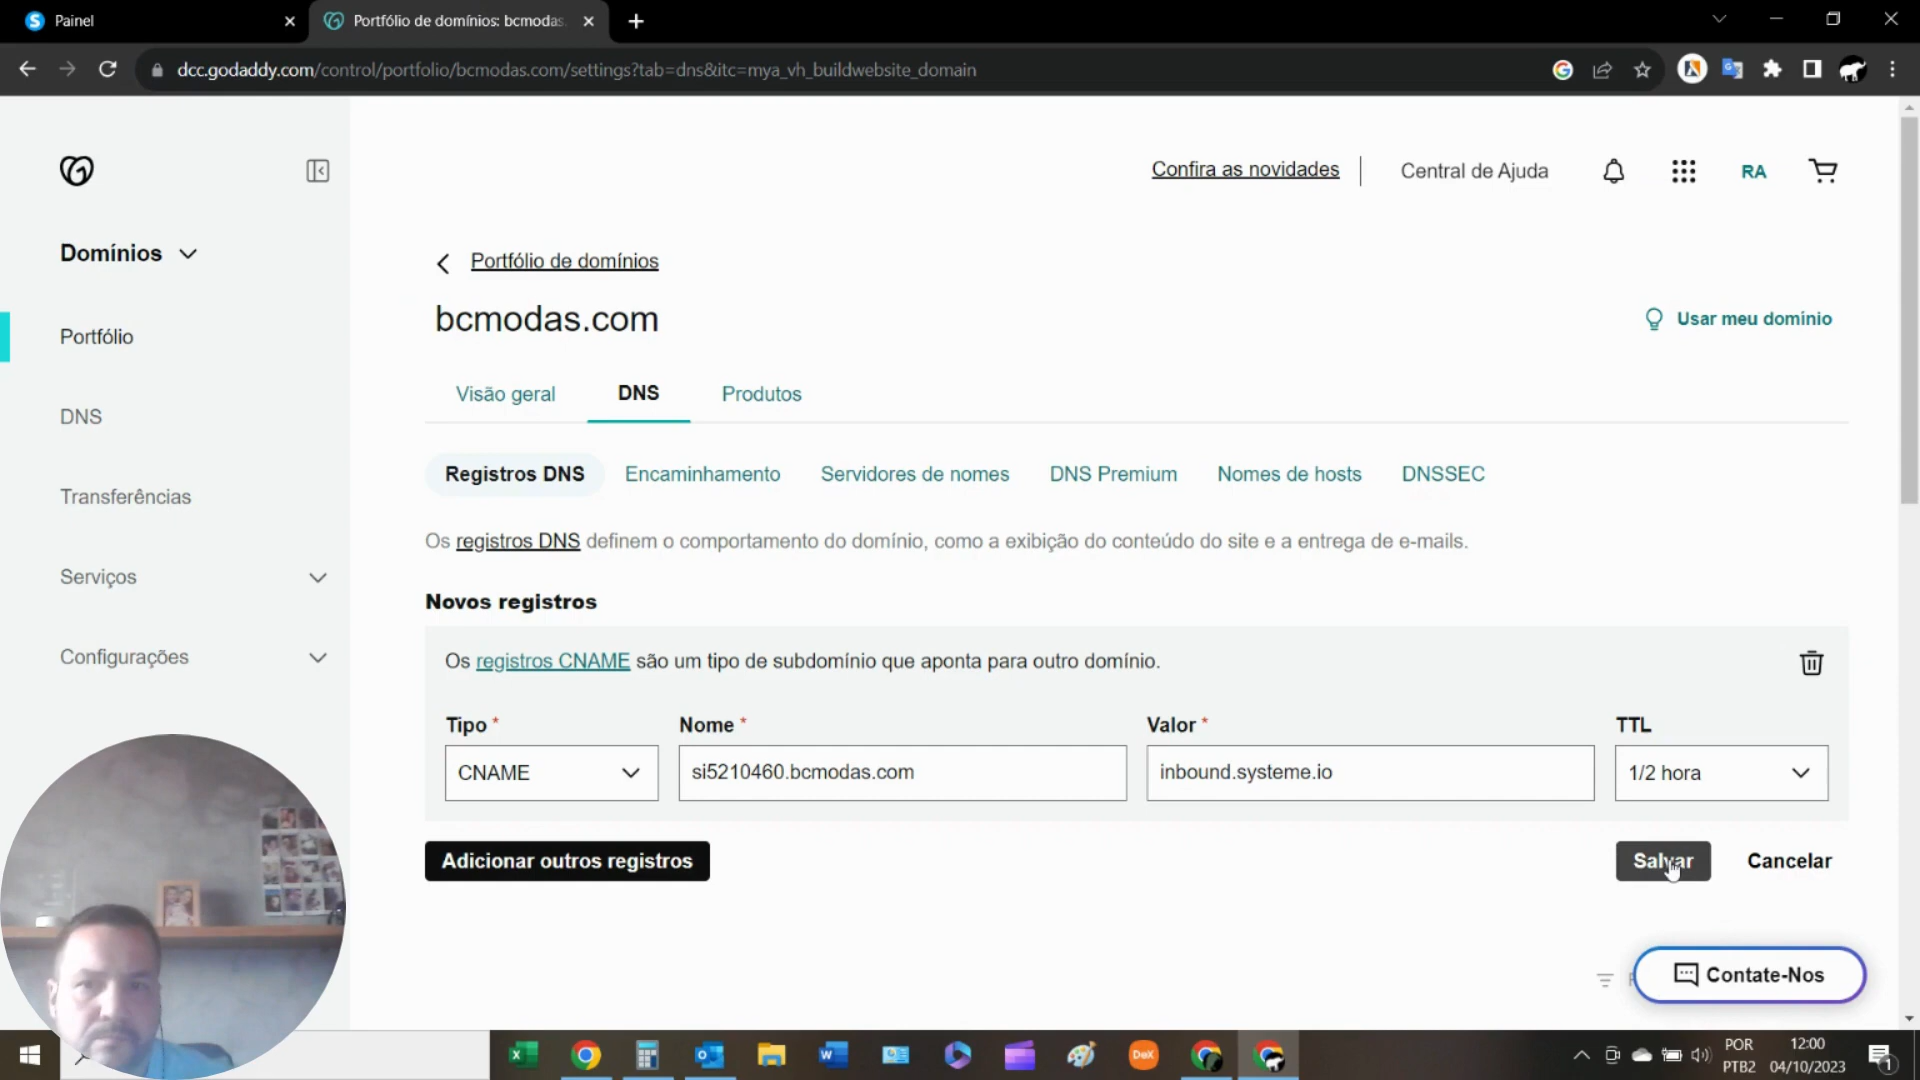 Painel
Portfólio de domínios: bcmodas.
dcc.godaddy.com/control/portfolio/bcmodas.com/settings?tab=dns&itc=mya_vh_buildwebsite_domain
Confira as novidades
Central de Ajuda
RA
Domínios
Portfólio
DNS
Transferências
Serviços
Configurações
Portfólio de domínios
bcmodas.com
Usar meu domínio
Visão geral
DNS
Produtos
Registros DNS
Encaminhamento
Servidores de nomes
DNS Premium
Nomes de hosts
DNSSEC
Os registros DNS definem o comportamento do domínio, como a exibição do conteúdo do site e a entrega de e-mails.
Novos registros
Os registros CNAME são um tipo de subdomínio que aponta para outro domínio.
Tipo *
Nome *
Valor *
TTL
CNAME
si5210460.bcmodas.com
inbound.systeme.io
1/2 hora
Adicionar outros registros
Salvar
Cancelar
Contate-Nos
DeX
POR
PTB2
12:00
04/10/2023
1